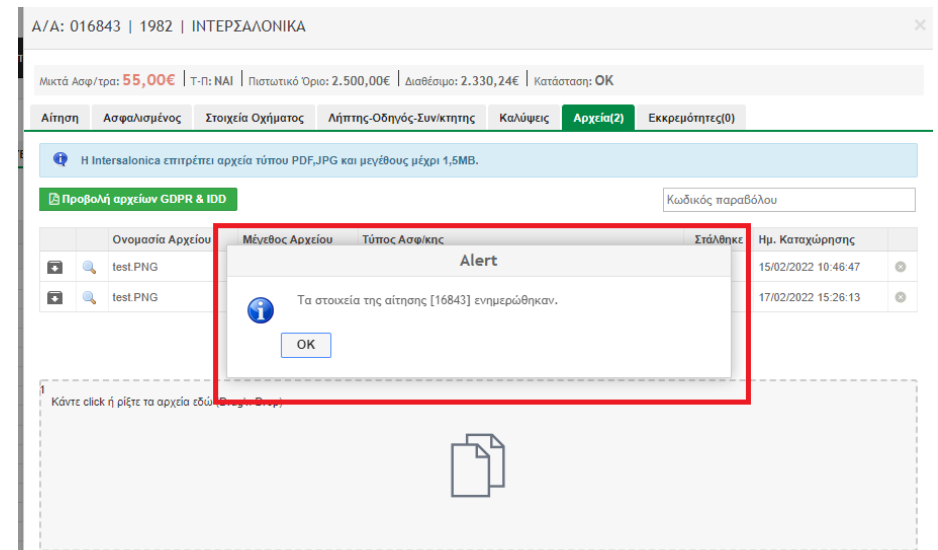 Α/Α: 016843 | 1982 | ΙΝΤΕΡΣΑΛΟΝΙΚΑ
Μικτά Ασφ/τρα: 55,00€ | Τ-Π: ΝΑΙ | Πιστωτικό Όριο: 2.500,00€ | Διαθέσιμο: 2.330,24€ | Κατάσταση: ΟΚ
Αίτηση Ασφαλισμένος Στοιχεία Οχήματος Λήπτης-Οδηγός-Συν/κτητης Καλύψεις Αρχεία(2) Εκκρεμότητες(0)
Η Intersalonica επιτρέπει αρχεία τύπου PDF,JPG και μεγέθους μέχρι 1,5MB.
Προβολή αρχείων GDPR & IDD
Κωδικός παραβόλου
Ονομασία Αρχείου Μέγεθος Αρχείου Τύπος Ασφ/κης Στάλθηκε Ημ. Καταχώρησης
test.PNG 15/02/2022 10:46:47
test.PNG 17/02/2022 15:26:13
Alert
Τα στοιχεία της αίτησης [16843] ενημερώθηκαν.
OK
1
Κάντε click ή ρίξτε τα αρχεία εδώ (Drag'n Drop)